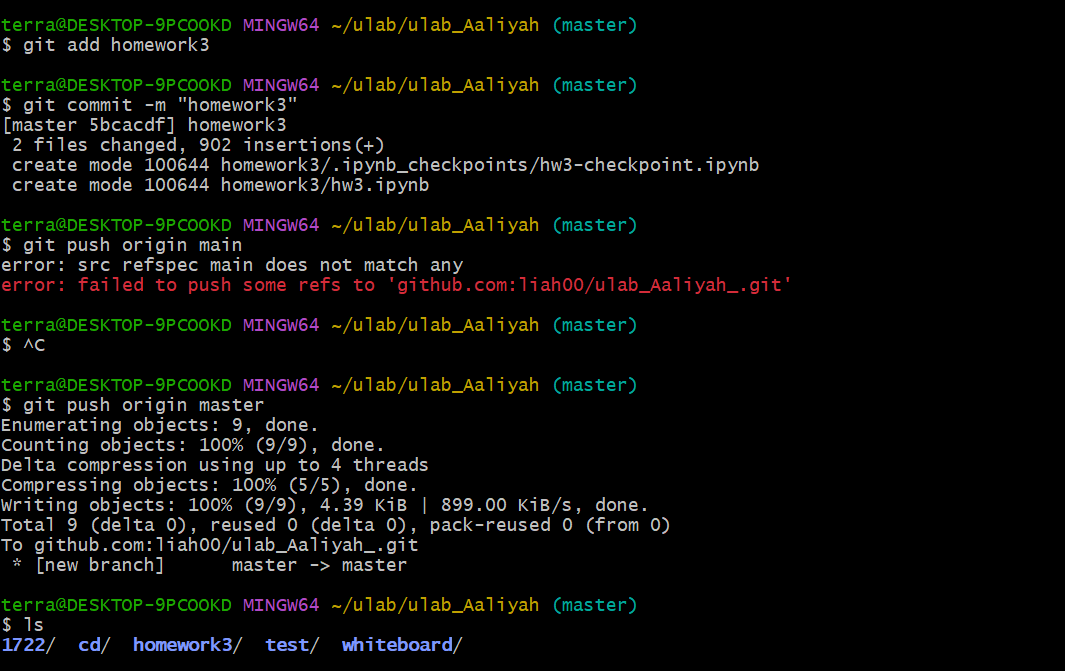 terra@DESKTOP-9PCOOKD MINGW64 ~/ulab/ulab_Aaliyah (master)
$ git add homework3
terra@DESKTOP-9PCOOKD MINGW64 ~/ulab/ulab_Aaliyah (master)
$ git commit -m "homework3"
[master 5bcacdf] homework3
 2 files changed, 902 insertions(+)
 create mode 100644 homework3/.ipynb_checkpoints/hw3-checkpoint.ipynb
 create mode 100644 homework3/hw3.ipynb
terra@DESKTOP-9PCOOKD MINGW64 ~/ulab/ulab_Aaliyah (master)
$ git push origin main
error: src refspec main does not match any
error: failed to push some refs to 'github.com:liah00/ulab_Aaliyah_.git'
terra@DESKTOP-9PCOOKD MINGW64 ~/ulab/ulab_Aaliyah (master)
$ ^C
terra@DESKTOP-9PCOOKD MINGW64 ~/ulab/ulab_Aaliyah (master)
$ git push origin master
Enumerating objects: 9, done.
Counting objects: 100% (9/9), done.
Delta compression using up to 4 threads
Compressing objects: 100% (5/5), done.
Writing objects: 100% (9/9), 4.39 KiB | 899.00 KiB/s, done.
Total 9 (delta 0), reused 0 (delta 0), pack-reused 0 (from 0)
To github.com:liah00/ulab_Aaliyah_.git
 * [new branch]      master -> master
terra@DESKTOP-9PCOOKD MINGW64 ~/ulab/ulab_Aaliyah (master)
$ ls
1722/  cd/  homework3/  test/  whiteboard/